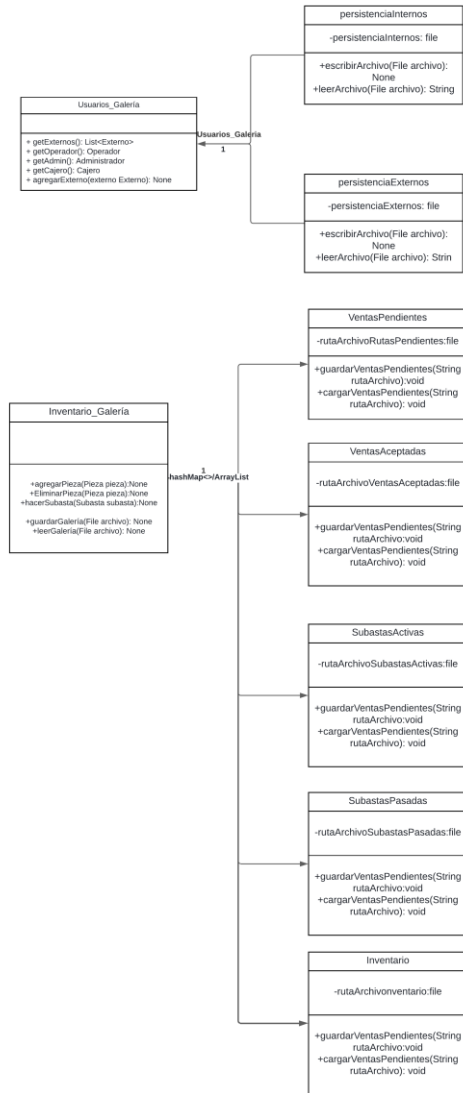 persistenciaInternos
-persistenciaInternos: file
+escribirArchivo(File archivo):
None
+leerArchivo(File archivo): String
Usuarios_Galería
+ getExternos(): List<Externo>
+ getOperador(): Operador
+ getAdmin(): Administrador
+ getCajero(): Cajero
+ agregarExterno(externo Externo): None
Usuarios_Galeria
1
persistenciaExternos
-persistenciaExternos: file
+escribirArchivo(File archivo):
None
+leerArchivo(File archivo): Strin
VentasPendientes
-rutaArchivoRutasPendientes:file
+guardarVentasPendientes(String
rutaArchivo):void
+cargarVentasPendientes(String
rutaArchivo): void
Inventario_Galería
+agregarPieza(Pieza pieza):None
+EliminarPieza(Pieza pieza):None
+hacerSubasta(Subasta subasta):None
+guardarGalería(File archivo): None
+leerGalería(File archivo): None
1
hashMap<>/ArrayList
VentasAceptadas
-rutaArchivoVentasAceptadas:file
+guardarVentasPendientes(String
rutaArchivo:void
+cargarVentasPendientes(String
rutaArchivo): void
SubastasActivas
-rutaArchivoSubastasActivas:file
+guardarVentasPendientes(String
rutaArchivo:void
+cargarVentasPendientes(String
rutaArchivo): void
SubastasPasadas
-rutaArchivoSubastasPasadas:file
+guardarVentasPendientes(String
rutaArchivo:void
+cargarVentasPendientes(String
rutaArchivo): void
Inventario
-rutaArchivonventario:file
+guardarVentasPendientes(String
rutaArchivo:void
+cargarVentasPendientes(String
rutaArchivo): void